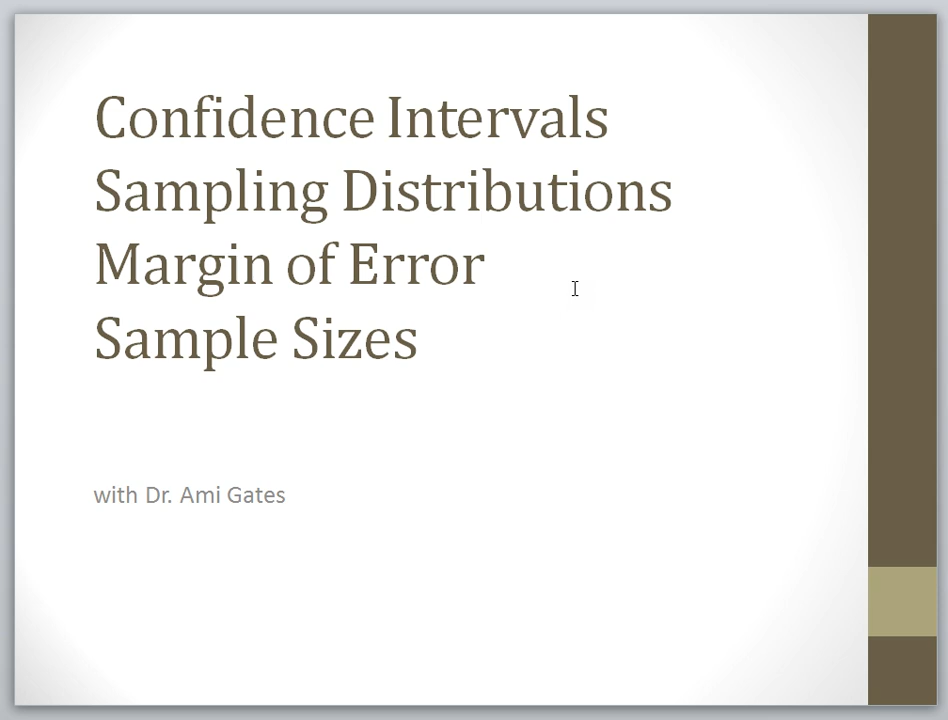 Confidence Intervals
Sampling Distributions
Margin of Error
Sample Sizes
with Dr. Ami Gates